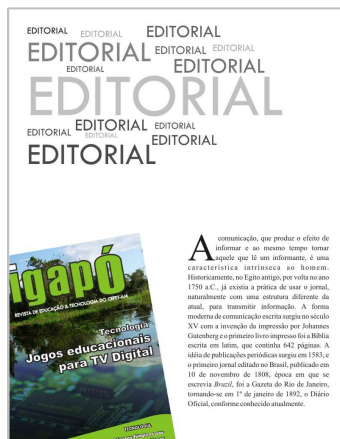 EDITORIAL EDITORIAL EDITORIAL
EDITORIAL EDITORIAL EDITORIAL
EDITORIAL EDITORIAL
EDITORIAL
EDITORIAL EDITORIAL EDITORIAL
EDITORIAL EDITORIAL
EDITORIAL
igapó
REVISTA DE EDUCAÇÃO & TECNOLOGIA DO CEFET-AM
Tecnologia
Jogos educacionais
para TV Digital
TECNOLOGIA
A comunicação, que produz o efeito de
informar e ao mesmo tempo tornar
aquele que lê um informante, é uma
característica intrínseca ao homem.
Historicamente, no Egito antigo, por volta no ano
1750 a.C., já existia a prática de usar o jornal,
naturalmente com uma estrutura diferente da
atual, para transmitir informação. A forma
moderna de comunicação escrita surgiu no século
XV com a invenção da impressão por Johannes
Gutenberg e o primeiro livro impresso foi a Bíblia
escrita em latim, que continha 642 páginas. A
idéia de publicações periódicas surgiu em 1583, e
o primeiro jornal editado no Brasil, publicado em
10 de novembro de 1808, época em que se
escrevia Brazil, foi a Gazeta do Rio de Janeiro,
tornando-se em 1º de janeiro de 1892, o Diário
Oficial, conforme conhecido atualmente.